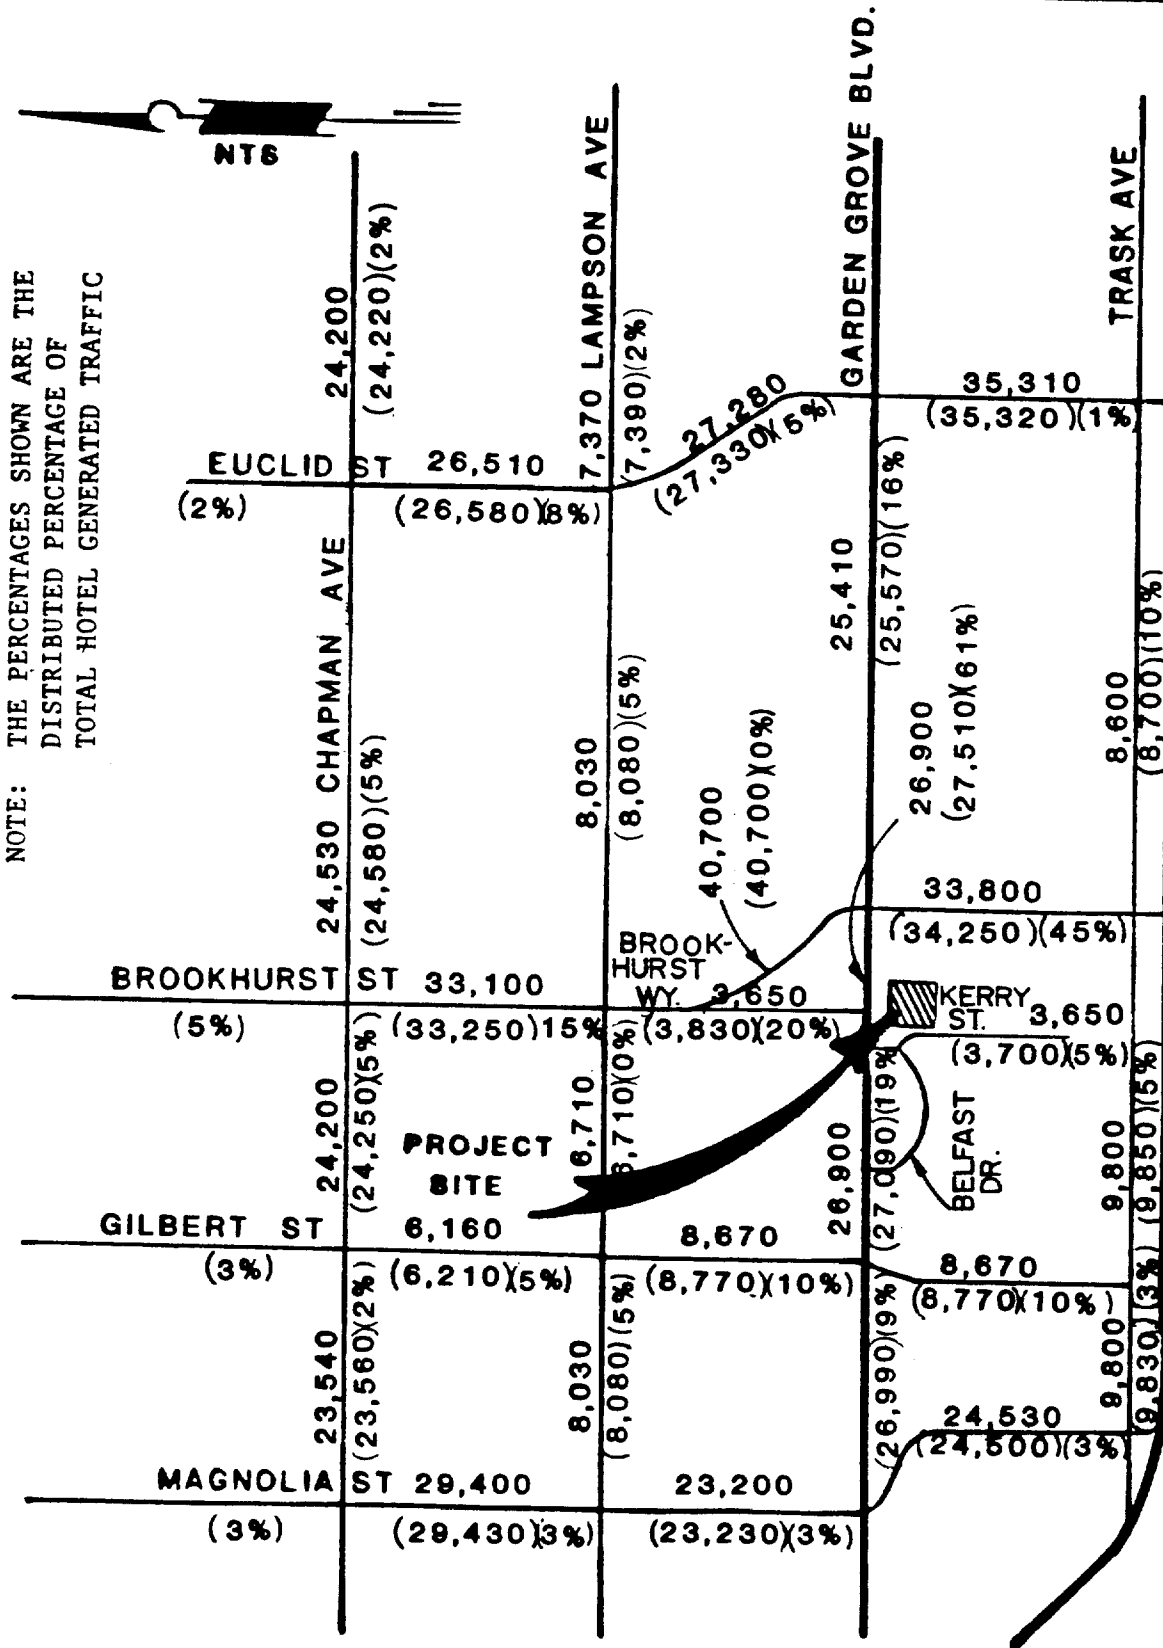 NOTE: THE PERCENTAGES SHOWN ARE THE
DISTRIBUTED PERCENTAGE OF
TOTAL HOTEL GENERATED TRAFFIC
NTS
24,200
(24,220)(2%)
7,370 LAMPSON AVE
(7,390)(2%)
GARDEN GROVE BLVD.
TRASK AVE
EUCLID ST 26,510
(2%)
(26,580)(8%)
27,280
(27,330)(5%)
35,310
(35,320)(1%)
24,530 CHAPMAN AVE
(24,580)(5%)
8,030
(8,080)(5%)
25,410
(25,570)(16%)
8,600
(8,700)(10%)
40,700
(40,700)(0%)
26,900
(27,510)(61%)
33,800
(34,250)(45%)
BROOKHURST ST 33,100
(5%)
(33,250)15%
BROOK-
HURST
WY. 3,650
(3,830)(20%)
KERRY
ST. 3,650
(3,700)(5%)
24,200
(24,250)(5%)
6,710
6,710)(0%)
26,900
(27,090)(19%)
BELFAST
DR.
9,800
(9,850)(5%)
PROJECT
SITE
GILBERT ST 6,160
(3%)
(6,210)(5%)
8,670
(8,770)(10%)
8,670
(8,770)(10%)
23,540
(23,560)(2%)
8,030
(8,080)(5%)
(26,990)(9%)
9,800
(9,830)(3%)
24,530
(24,500)(3%)
MAGNOLIA ST 29,400
(3%)
(29,430)(3%)
23,200
(23,230)(3%)